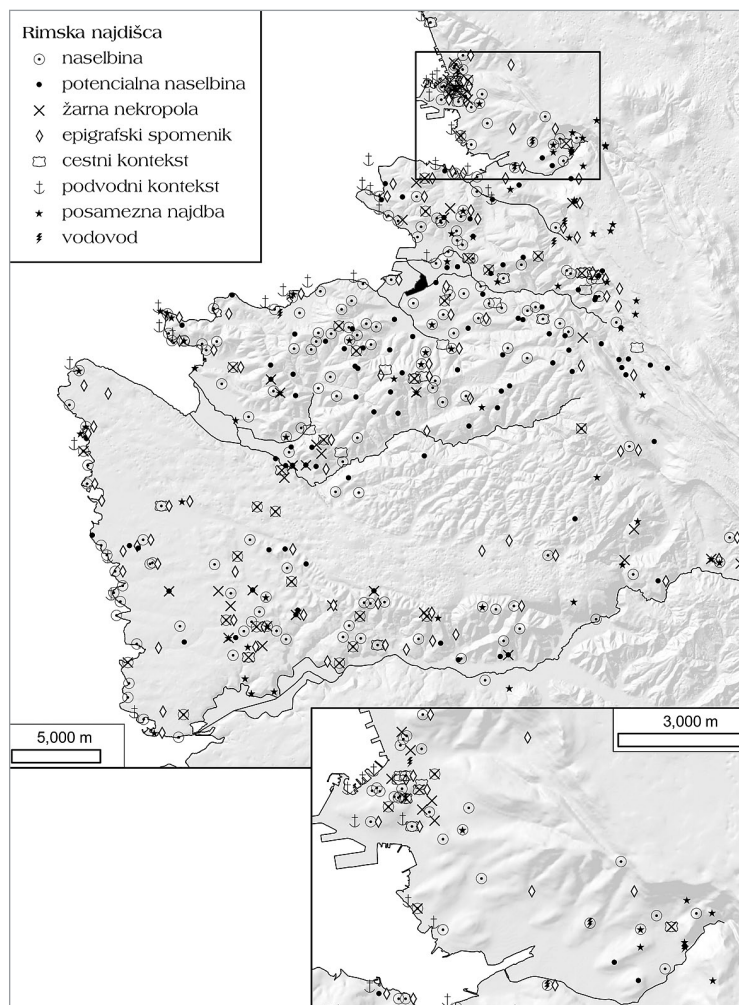 Rimska najdišča
naselbina
potencialna naselbina
žarna nekropola
epigrafski spomenik
cestni kontekst
podvodni kontekst
posamezna najdba
vodovod
5,000 m
3,000 m